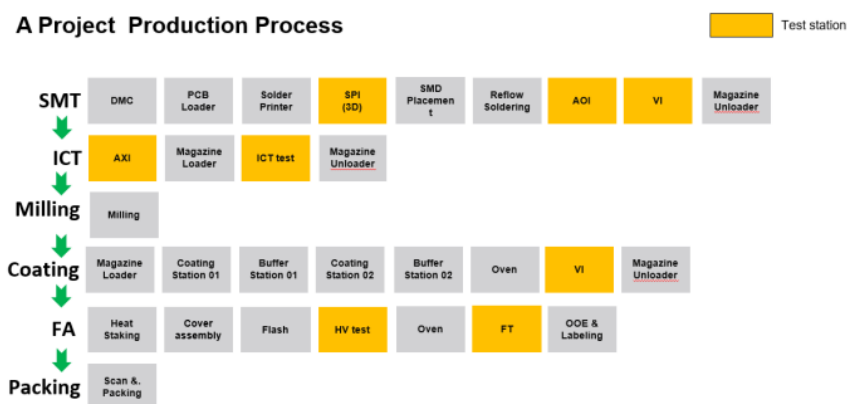 A Project  Production Process
Test station
SMT
DMC
PCB
Loader
Solder
Printer
SPI
(3D)
SMD
Placemen
t
Reflow
Soldering
AOI
VI
Magazine
Unloader
ICT
AXI
Magazine
Loader
ICT test
Magazine
Unloader
Milling
Milling
Coating
Magazine
Loader
Coating
Station 01
Buffer
Station 01
Coating
Station 02
Buffer
Station 02
Oven
VI
Magazine
Unloader
FA
Heat
Staking
Cover
assembly
Flash
HV test
Oven
FT
OOE &
Labeling
Packing
Scan &.
Packing